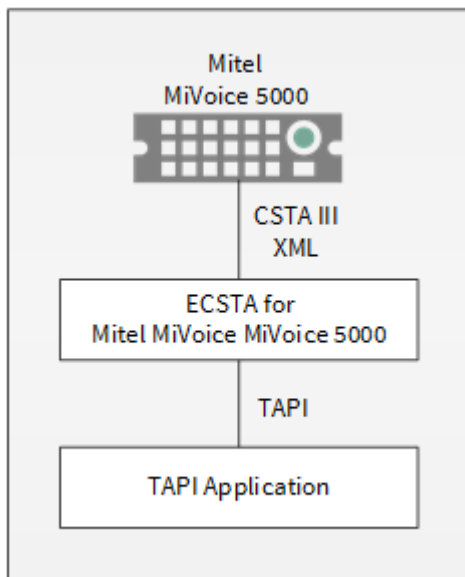 Mitel
MiVoice 5000
CSTA III
XML
ECSTA for
Mitel MiVoice MiVoice 5000
TAPI
TAPI Application